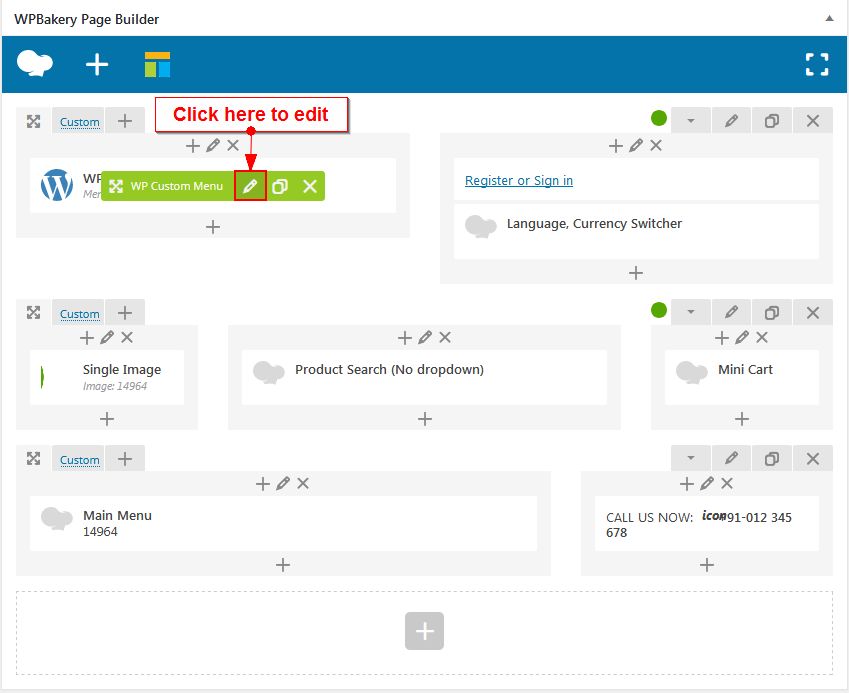 WPBakery Page Builder
Custom
Click here to edit
WP
Men
WP Custom Menu
Register or Sign in
Language, Currency Switcher
Custom
Single Image
Image: 14964
Product Search (No dropdown)
Mini Cart
Custom
Main Menu
14964
CALL US NOW: icon+91-012 345
678